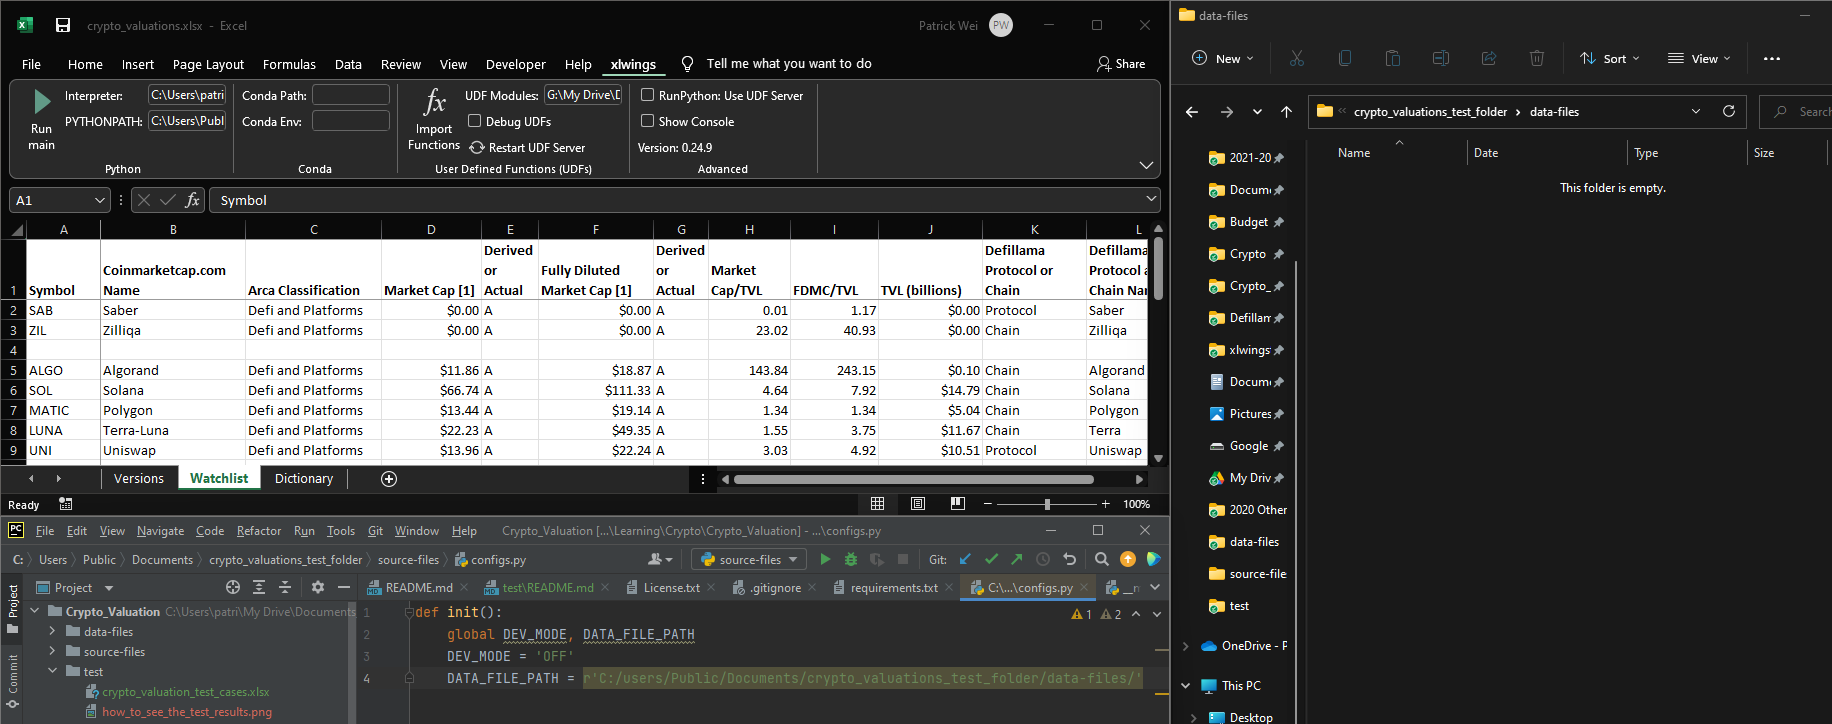 crypto_valuations.xlsx - Excel
Patrick Wei PW
File Home Insert Page Layout Formulas Data Review View Developer Help xlwings Tell me what you want to do Share
Run main
Interpreter: C:\Users\patri
PYTHONPATH: C:\Users\Publ
Python
Conda Path:
Conda Env:
Conda
fx Import Functions
UDF Modules: G:\My Drive\D
Debug UDFs
Restart UDF Server
User Defined Functions (UDFs)
RunPython: Use UDF Server
Show Console
Version: 0.24.9
Advanced
A1 fx Symbol
A B C D E F G H I J K L
1 Symbol Coinmarketcap.com Name Arca Classification Market Cap [1] Derived or Actual Fully Diluted Market Cap [1] Derived or Actual Market Cap/TVL FDMC/TVL TVL (billions) Defillama Protocol or Chain Defillama Protocol a Chain Nar
2 SAB Saber Defi and Platforms $0.00 A $0.00 A 0.01 1.17 $0.00 Protocol Saber
3 ZIL Zilliqa Defi and Platforms $0.00 A $0.00 A 23.02 40.93 $0.00 Chain Zilliqa
4
5 ALGO Algorand Defi and Platforms $11.86 A $18.87 A 143.84 243.15 $0.10 Chain Algorand
6 SOL Solana Defi and Platforms $66.74 A $111.33 A 4.64 7.92 $14.79 Chain Solana
7 MATIC Polygon Defi and Platforms $13.44 A $19.14 A 1.34 1.34 $5.04 Chain Polygon
8 LUNA Terra-Luna Defi and Platforms $22.23 A $49.35 A 1.55 3.75 $11.67 Chain Terra
9 UNI Uniswap Defi and Platforms $13.96 A $22.24 A 3.03 4.92 $10.51 Protocol Uniswap
Versions Watchlist Dictionary
Ready 100%
PC File Edit View Navigate Code Refactor Run Tools Git Window Help Crypto_Valuation [...\Learning\Crypto\Crypto_Valuation] - ...\configs.py
C: Users Public Documents crypto_valuations_test_folder source-files configs.py source-files Git:
Project
Commit
Project
README.md test\README.md License.txt .gitignore requirements.txt C:\...\configs.py
Crypto_Valuation C:\Users\patri\My Drive\Documents
data-files
source-files
test
crypto_valuation_test_cases.xlsx
how_to_see_the_test_results.png
1 def init():
2 global DEV_MODE, DATA_FILE_PATH
3 DEV_MODE = 'OFF'
4 DATA_FILE_PATH = r'C:/users/Public/Documents/crypto_valuations_test_folder/data-files/'
1 2
data-files
New Sort View
crypto_valuations_test_folder data-files Search
Name Date Type Size
This folder is empty.
2021-20
Docum
Budget
Crypto
Crypto_
Defillam
xlwings
Docum
Pictures
Google
My Driv
2020 Other
data-files
source-file
test
OneDrive - P
This PC
Desktop